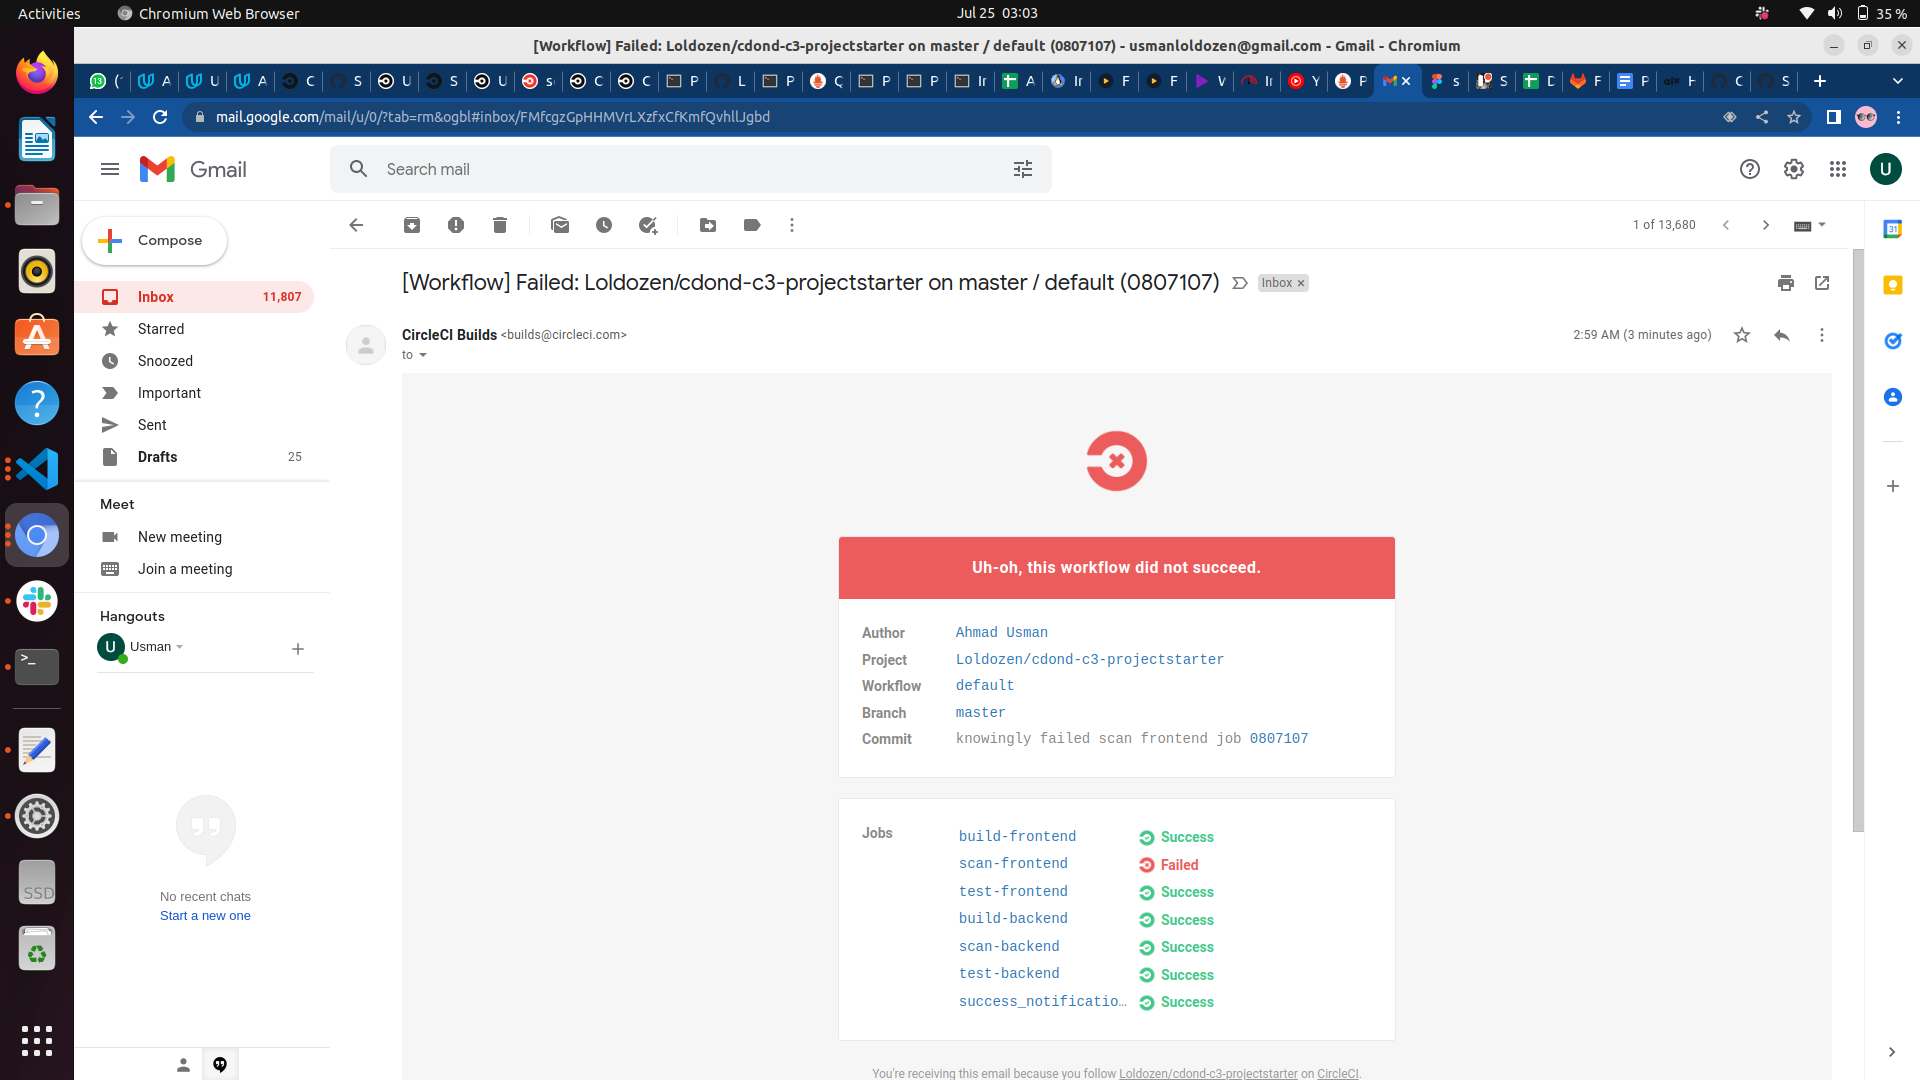 Activities Chromium Web Browser Jul 25 03:03 35 %
[Workflow] Failed: Loldozen/cdond-c3-projectstarter on master / default (0807107) - usmanloldozen@gmail.com - Gmail - Chromium
mail.google.com/mail/u/0/?tab=rm&ogbl#inbox/FMfcgzGpHHMVrLXzfxCfKmfQvhllJgbd
Gmail
Search mail
U
Compose
1 of 13,680
Inbox 11,807
Starred
Snoozed
Important
Sent
Drafts 25
Meet
New meeting
Join a meeting
Hangouts
U Usman
No recent chats
Start a new one
[Workflow] Failed: Loldozen/cdond-c3-projectstarter on master / default (0807107) Inbox ×
CircleCI Builds <builds@circleci.com> 2:59 AM (3 minutes ago)
to
Uh-oh, this workflow did not succeed.
Author Ahmad Usman
Project Loldozen/cdond-c3-projectstarter
Workflow default
Branch master
Commit knowingly failed scan frontend job 0807107
Jobs build-frontend Success
scan-frontend Failed
test-frontend Success
build-backend Success
scan-backend Success
test-backend Success
success_notificatio… Success
You're receiving this email because you follow Loldozen/cdond-c3-projectstarter on CircleCI.
SSD
31